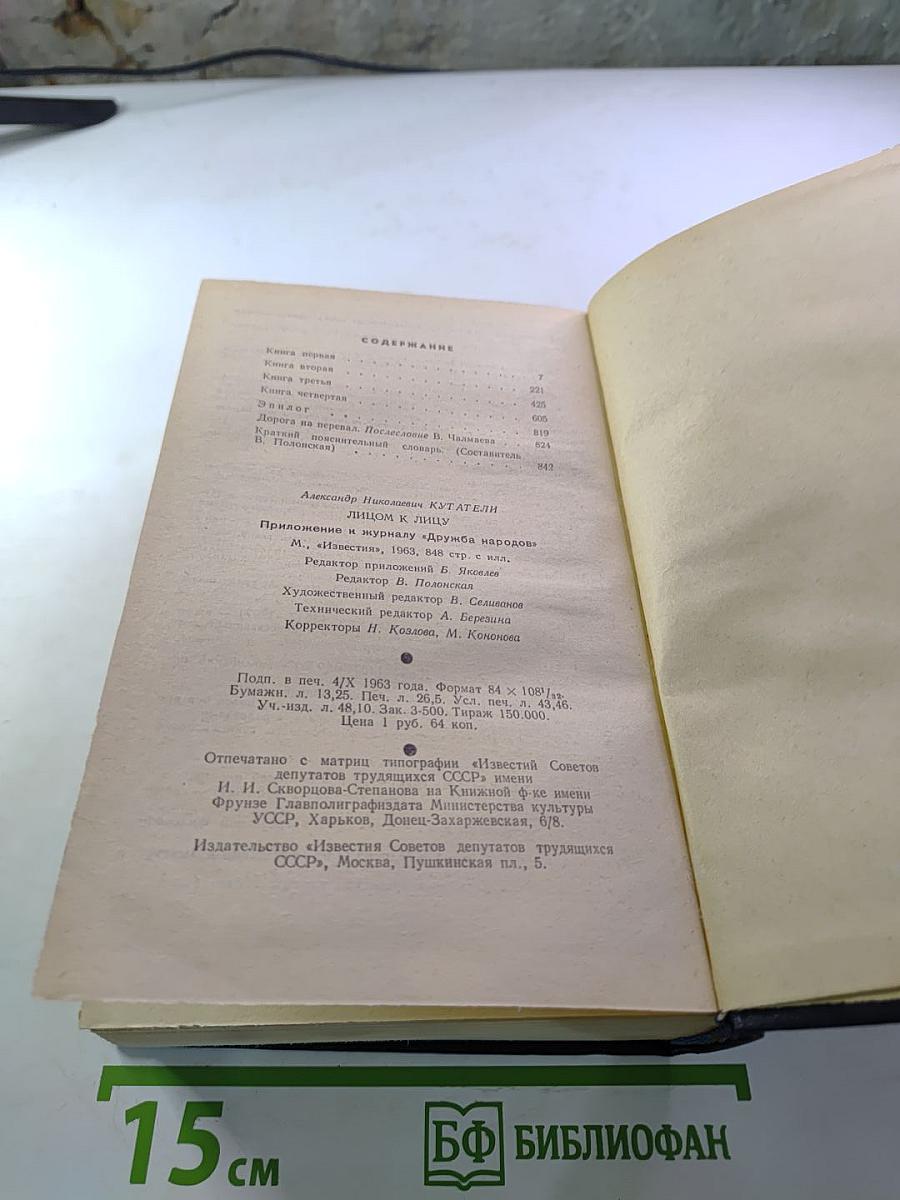 СОДЕРЖАНИЕ
Книга первая . . . . . . . . . . . . 7
Книга вторая . . . . . . . . . . . . 221
Книга третья . . . . . . . . . . . . 425
Книга четвертая . . . . . . . . . . . 605
Эпилог . . . . . . . . . . . . . 819
Дорога на перевал. Послесловие В. Чалмаева . . . 824
Краткий пояснительный словарь. (Составитель
В. Полонская) . . . . . . . . . . . 842
Александр Николаевич КУТАТЕЛИ
ЛИЦОМ К ЛИЦУ
Приложение к журналу «Дружба народов»
М., «Известия», 1963, 848 стр. с илл.
Редактор приложений Б. Яковлев
Редактор В. Полонская
Художественный редактор В. Селиванов
Технический редактор А. Березина
Корректоры Н. Козлова, М. Кононова
Подп. в печ. 4/X 1963 года. Формат 84 × 108¹/₃₂.
Бумажн. л. 13,25. Печ. л. 26,5. Усл. печ. л. 43,46.
Уч.-изд. л. 48,10. Зак. 3-500. Тираж 150.000.
Цена 1 руб. 64 коп.
Отпечатано с матриц типографии «Известий Советов
депутатов трудящихся СССР» имени
И. И. Скворцова-Степанова на Книжной ф-ке имени
Фрунзе Главполиграфиздата Министерства культуры
УССР, Харьков, Донец-Захаржевская, 6/8.
Издательство «Известия Советов депутатов трудящихся
СССР», Москва, Пушкинская пл., 5.
15 см
БФ БИБЛИОФАН